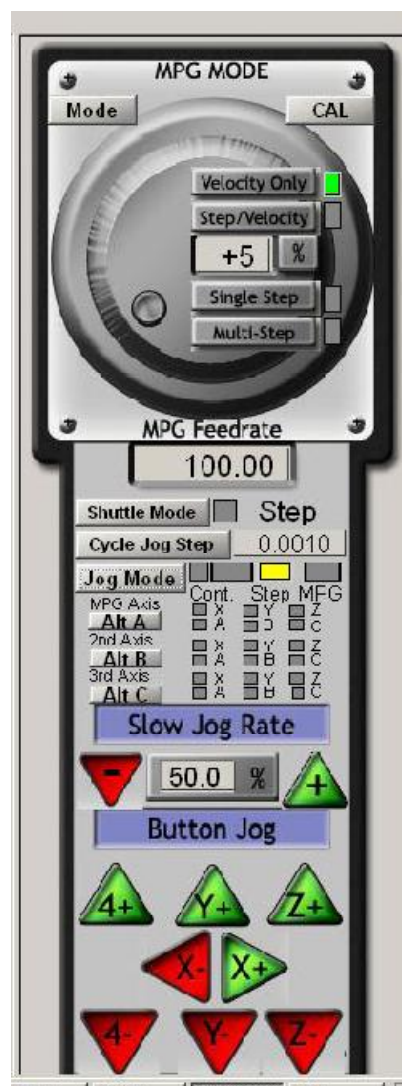 MPG MODE
Mode CAL
Velocity Only
Step/Velocity
+5 %
Single Step
Multi-Step
MPG Feedrate
100.00
Shuttle Mode Step
Cycle Jog Step 0.0010
Jog Mode
Cont. Step MPG
MPG Axis X Y Z
Alt A A C
2nd Axis X Y Z
Alt B A B C
3rd Axis X Y Z
Alt C A B C
Slow Jog Rate
- 50.0 % +
Button Jog
4+ Y+ Z+
X- X+
4- Y- Z-